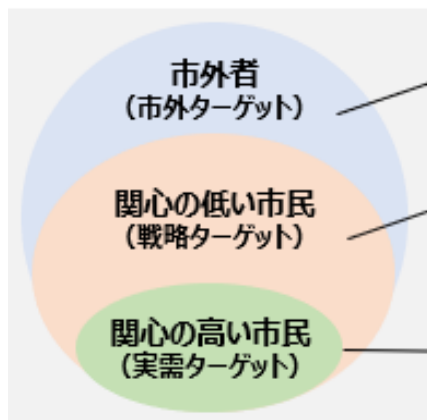 市外者
（市外ターゲット）
関心の低い市民
（戦略ターゲット）
関心の高い市民
（実需ターゲット）